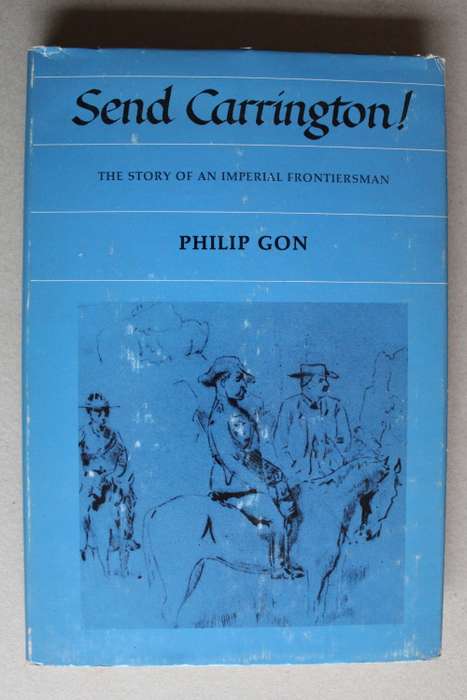 Send Carrington!
THE STORY OF AN IMPERIAL FRONTIERSMAN
PHILIP GON